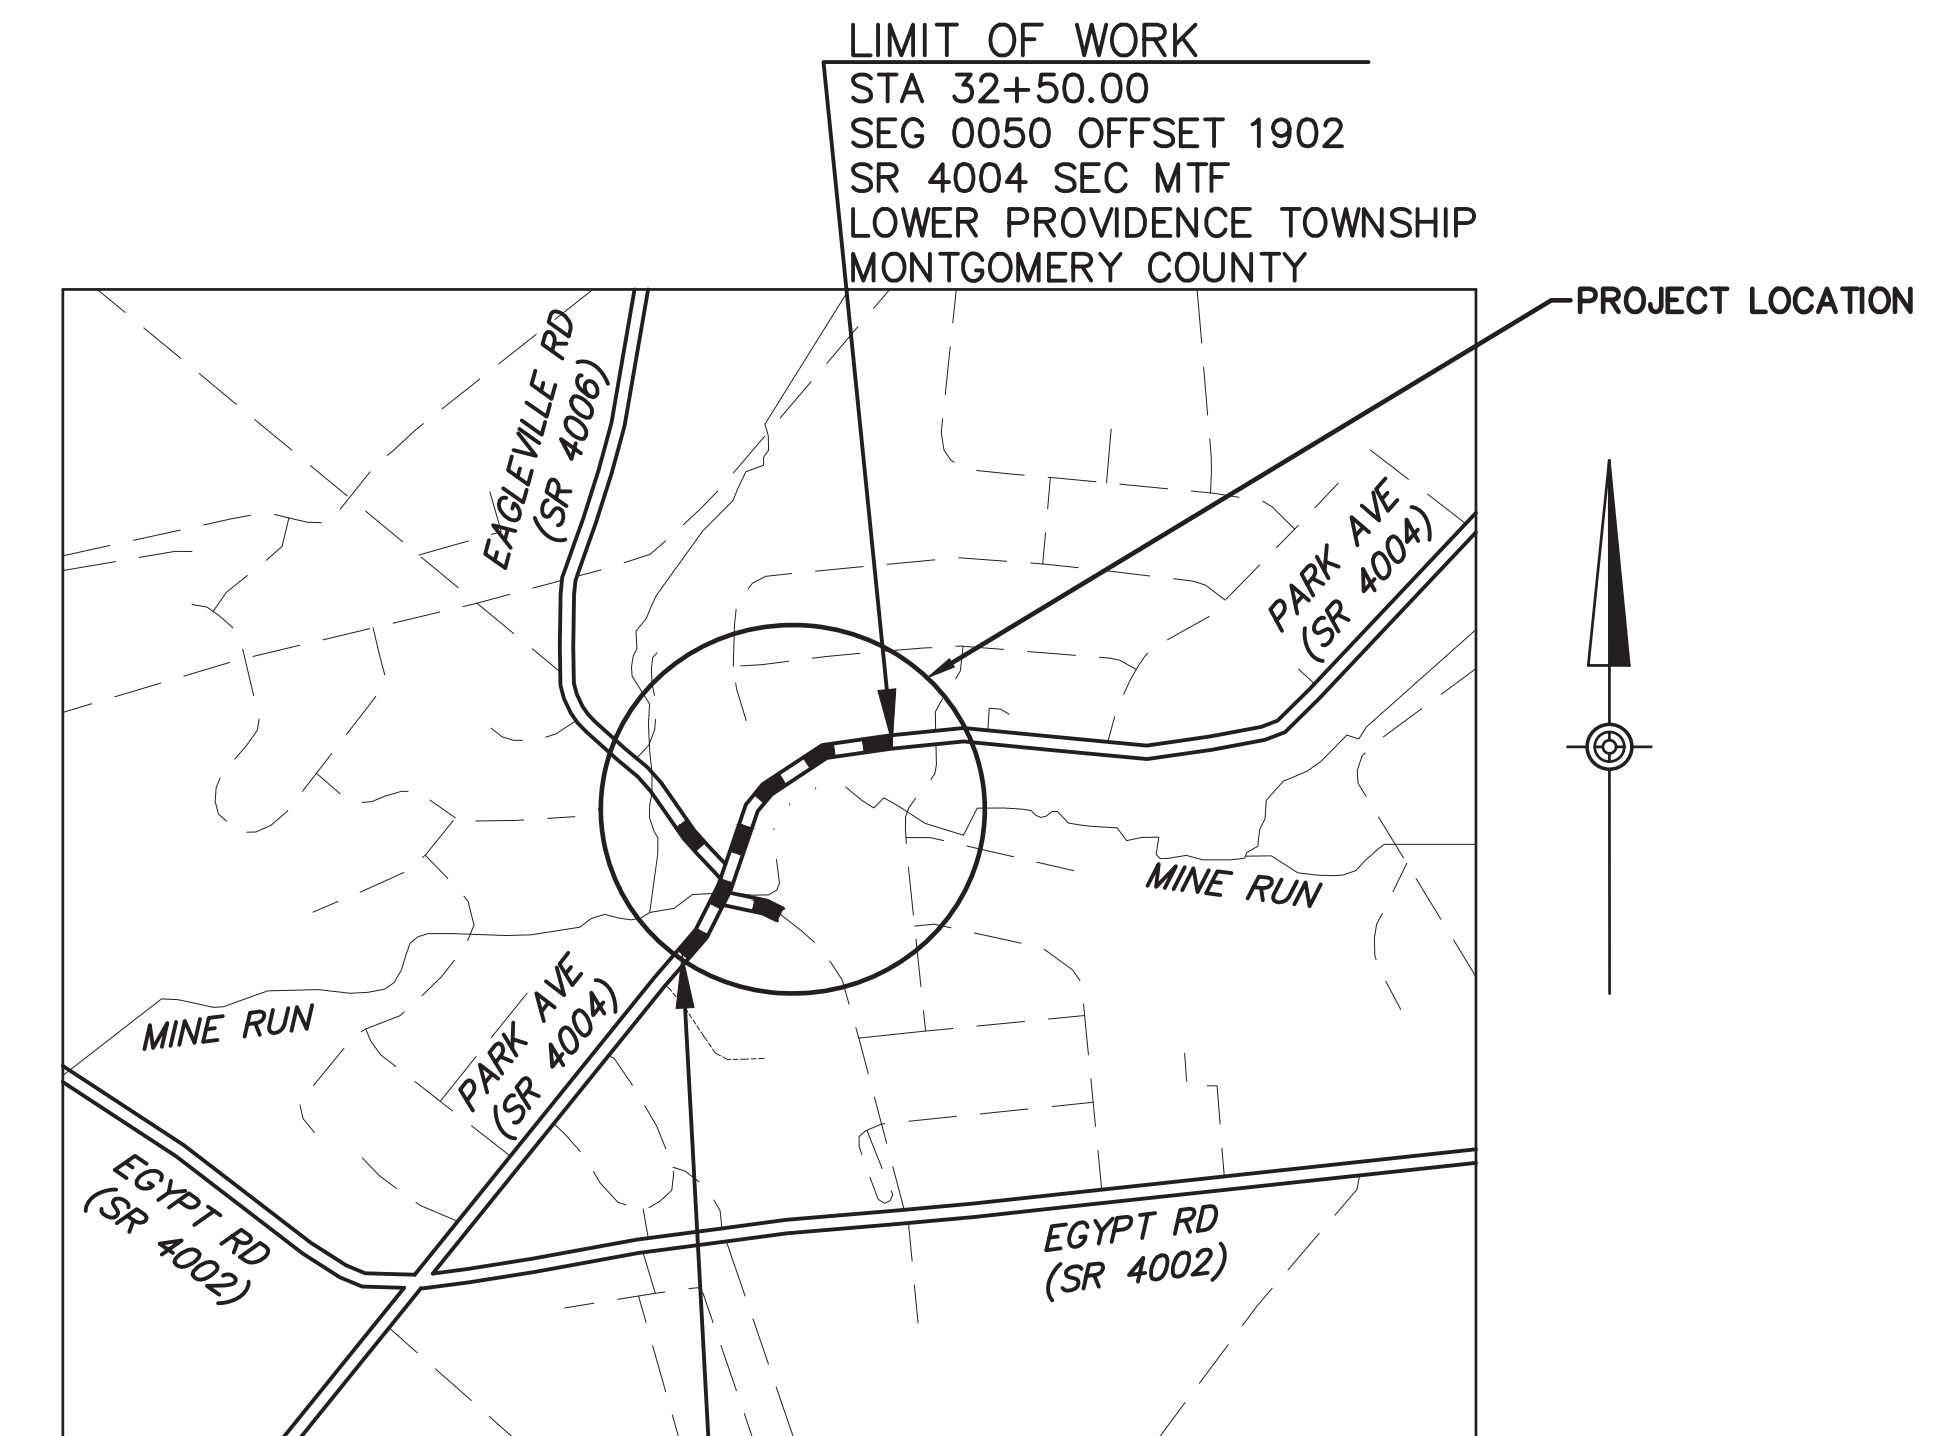 LIMIT OF WORK
STA 32+50.00
SEG 0050 OFFSET 1902
SR 4004 SEC MTF
LOWER PROVIDENCE TOWNSHIP
MONTGOMERY COUNTY
PROJECT LOCATION
EAGLEVILLE RD
(SR 4006)
PARK AVE
(SR 4004)
MINE RUN
MINE RUN
PARK AVE
(SR 4004)
EGYPT RD
(SR 4002)
EGYPT RD
(SR 4002)